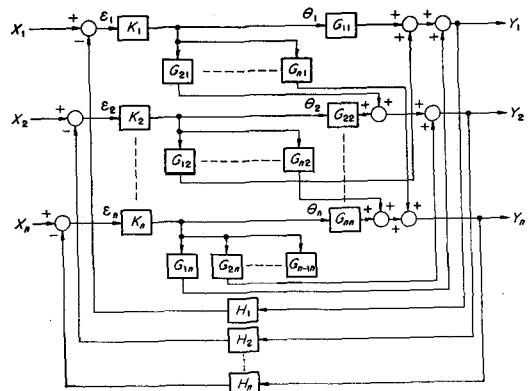 X₁ + − ε₁ K₁ θ₁ G₁₁ + + + + Y₁
G₂₁ Gₙ₁
X₂ + − ε₂ K₂ θ₂ G₂₂ + + + + Y₂
G₁₂ Gₙ₂
Xₙ + − εₙ Kₙ θₙ Gₙₙ + + + + Yₙ
G₁ₙ G₂ₙ Gₙ₋₁ₙ
H₁
H₂
Hₙ